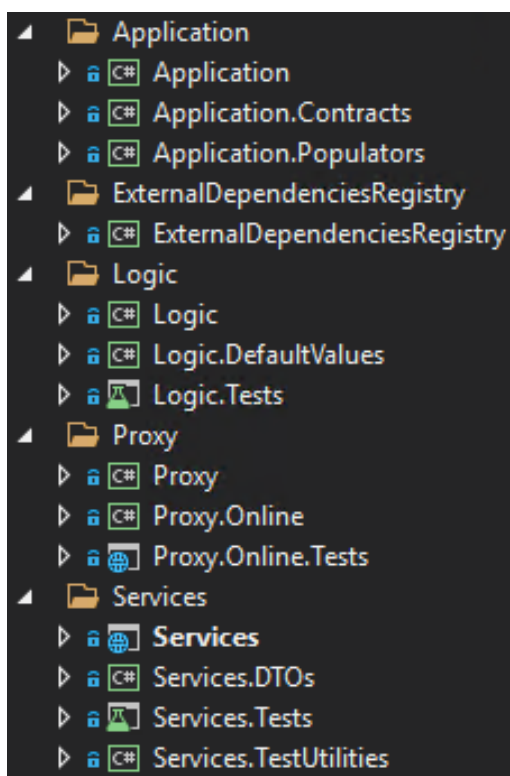 Application
C# Application
C# Application.Contracts
C# Application.Populators
ExternalDependenciesRegistry
C# ExternalDependenciesRegistry
Logic
C# Logic
C# Logic.DefaultValues
Logic.Tests
Proxy
C# Proxy
C# Proxy.Online
Proxy.Online.Tests
Services
Services
C# Services.DTOs
Services.Tests
C# Services.TestUtilities